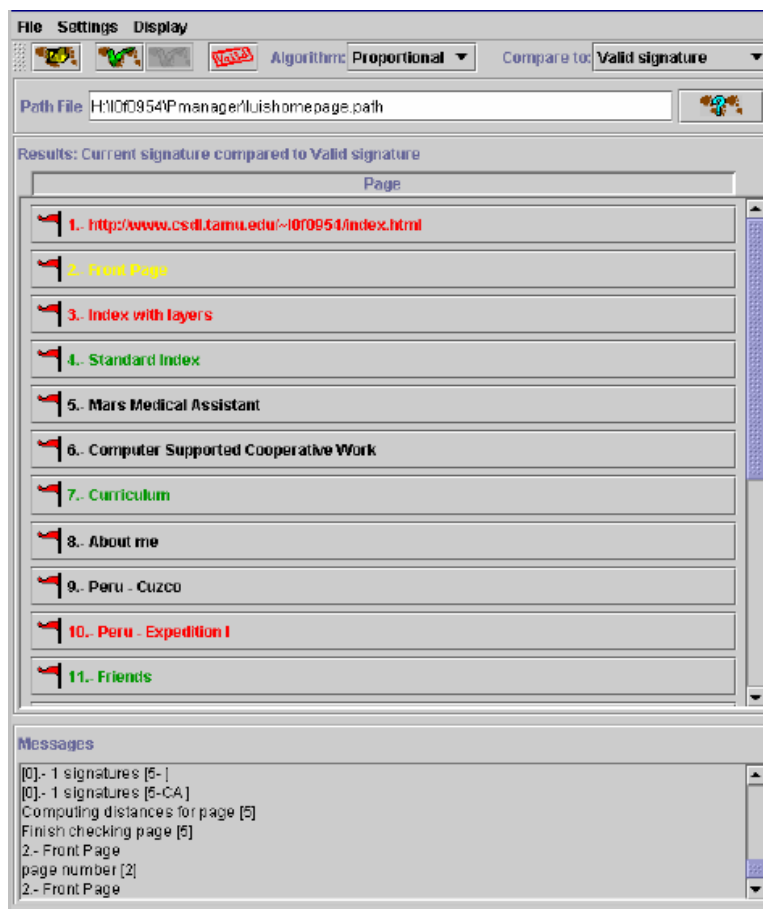 File Settings Display
Valid Algorithm: Proportional Compare to: Valid signature
Path File H:\l0f0954\Pmanager\luishomepage.path
Results: Current signature compared to Valid signature
Page
1.- http://www.csdl.tamu.edu/~l0f0954/index.html
2.- Front Page
3.- Index with layers
4.- Standard Index
5.- Mars Medical Assistant
6.- Computer Supported Cooperative Work
7.- Curriculum
8.- About me
9.- Peru - Cuzco
10.- Peru - Expedition I
11.- Friends
Messages
[0].- 1 signatures [5- ]
[0].- 1 signatures [5-CA]
Computing distances for page [5]
Finish checking page [5]
2.- Front Page
page number [2]
2.- Front Page